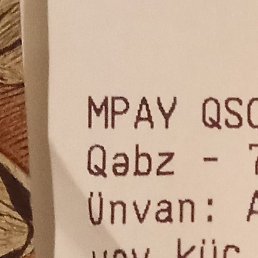 MPAY QSC
Qəbz - 7
Ünvan: A